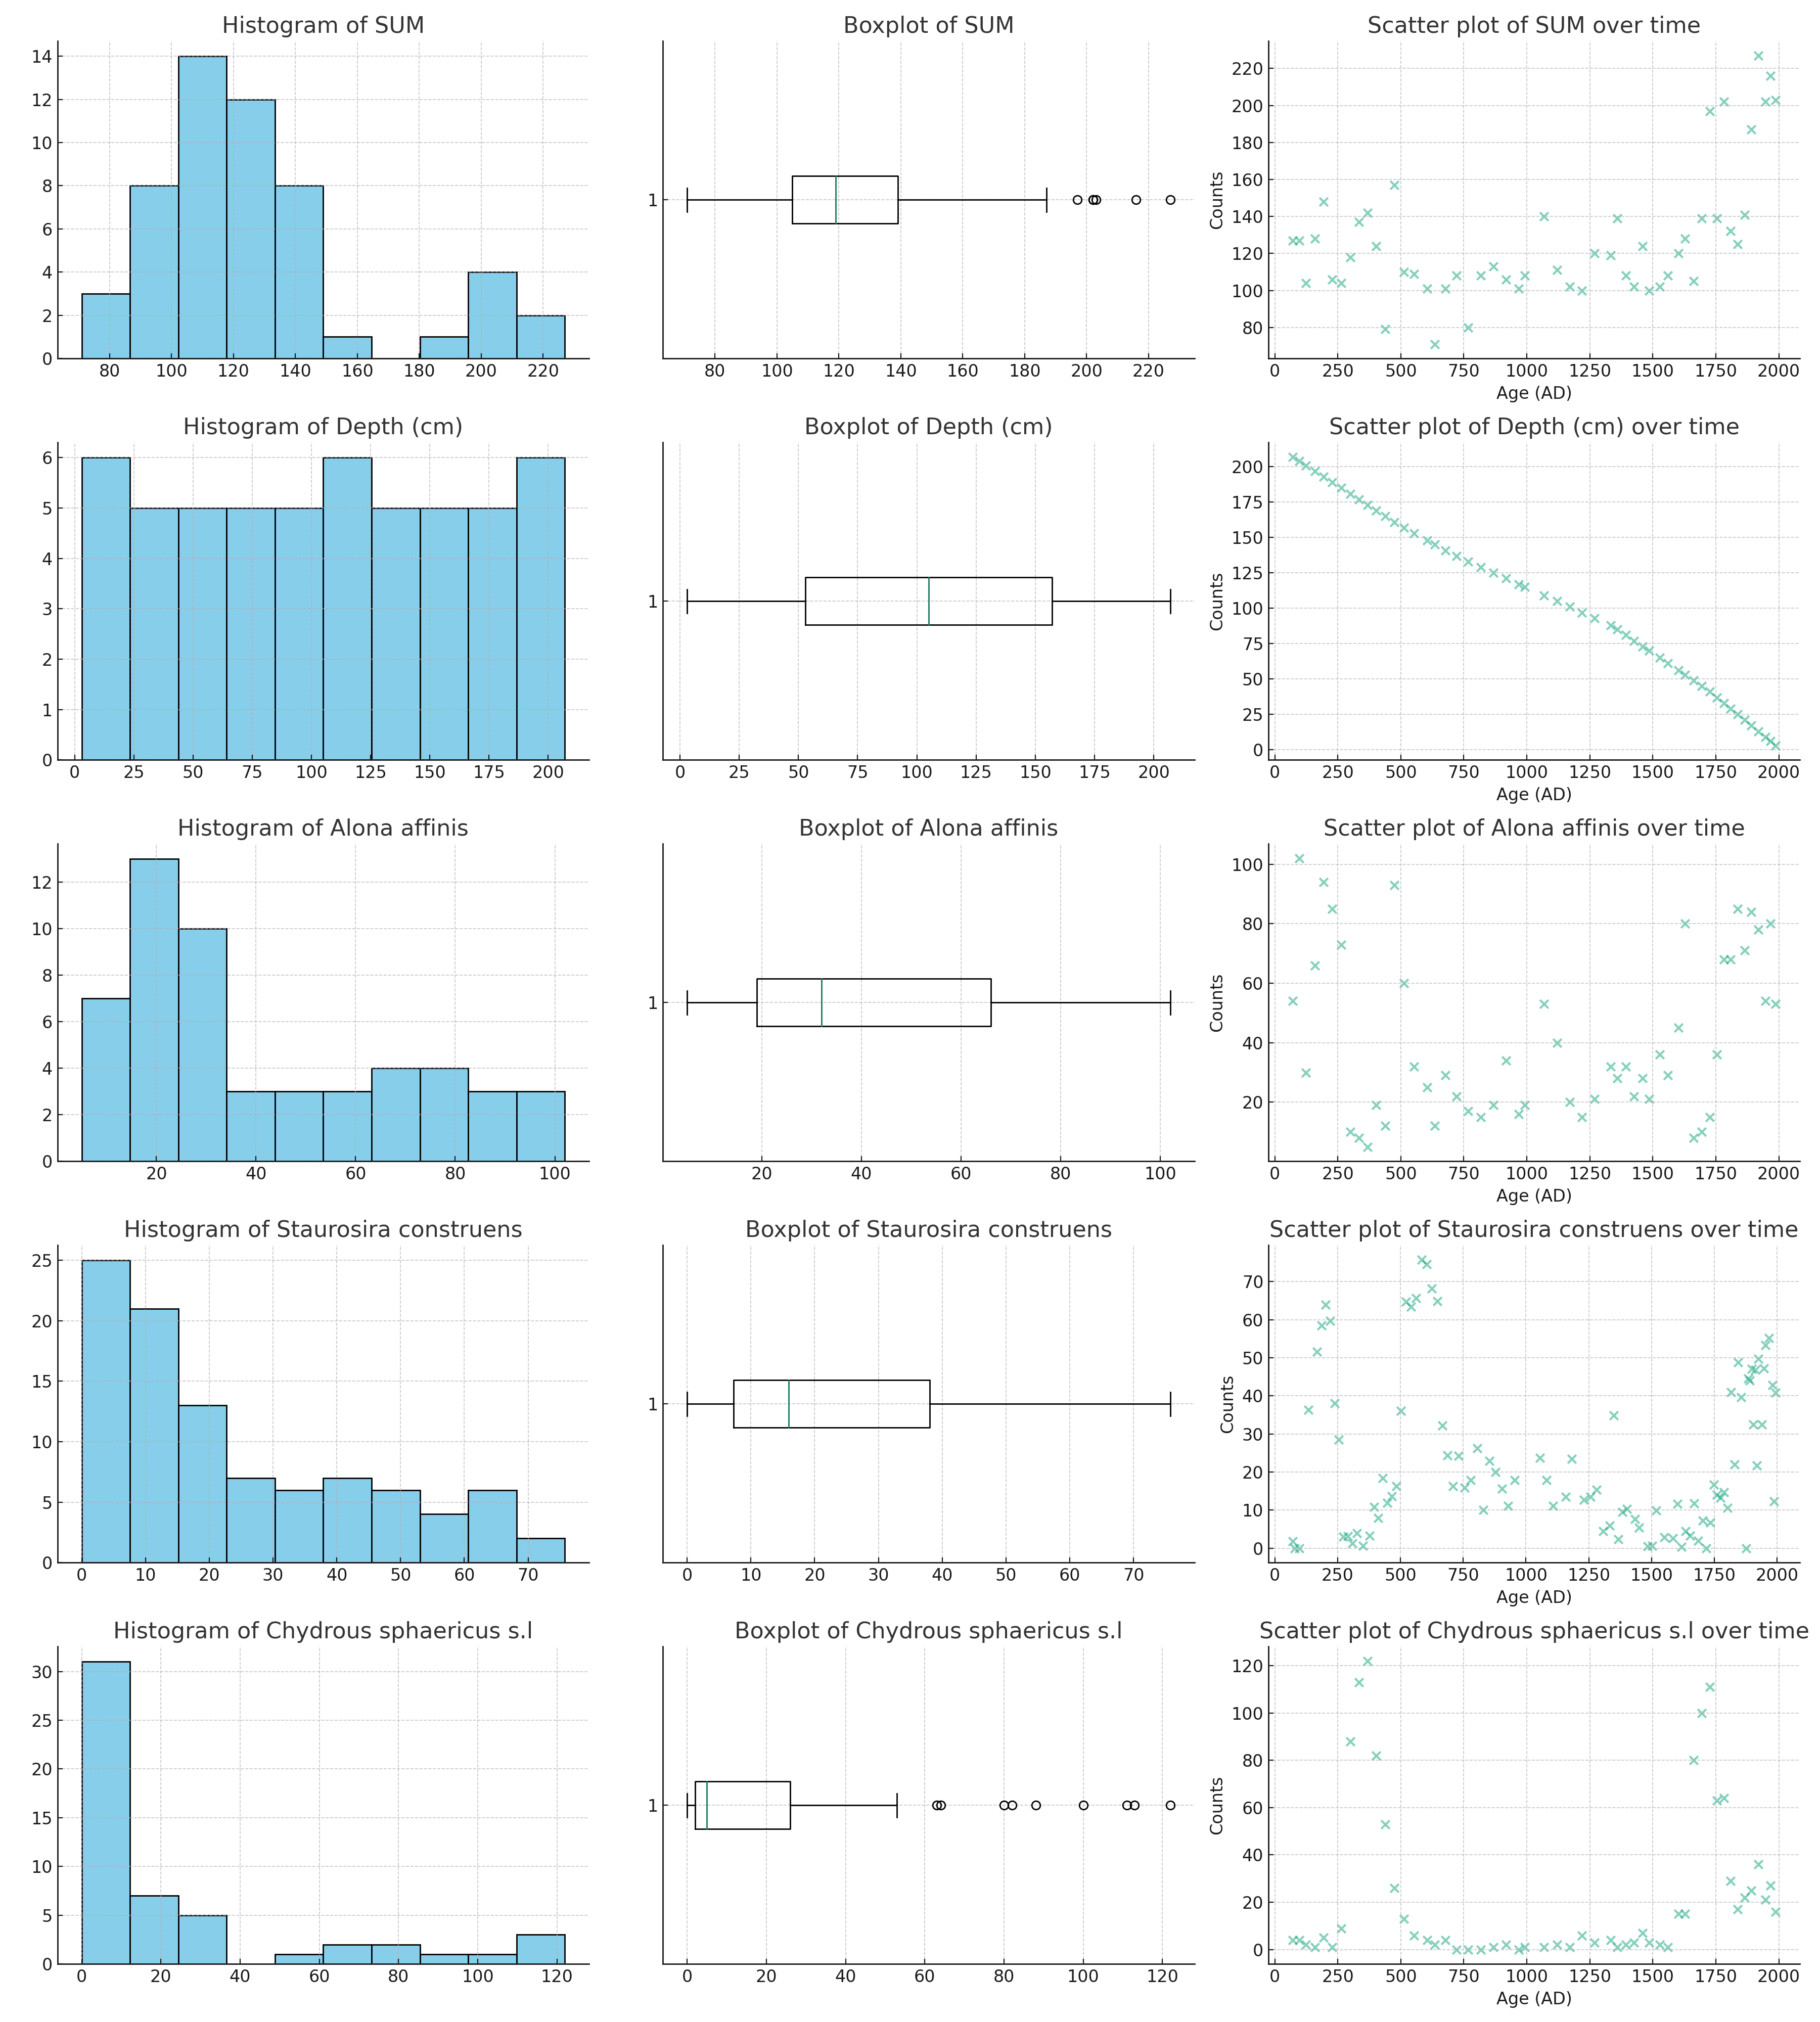 Histogram of SUM
14
12
10
8
6
4
2
0
80 100 120 140 160 180 200 220
Boxplot of SUM
1
80 100 120 140 160 180 200 220
Scatter plot of SUM over time
Counts
220
200
180
160
140
120
100
80
0 250 500 750 1000 1250 1500 1750 2000
Age (AD)
Histogram of Depth (cm)
6
5
4
3
2
1
0
0 25 50 75 100 125 150 175 200
Boxplot of Depth (cm)
1
0 25 50 75 100 125 150 175 200
Scatter plot of Depth (cm) over time
Counts
200
175
150
125
100
75
50
25
0
0 250 500 750 1000 1250 1500 1750 2000
Age (AD)
Histogram of Alona affinis
12
10
8
6
4
2
0
20 40 60 80 100
Boxplot of Alona affinis
1
20 40 60 80 100
Scatter plot of Alona affinis over time
Counts
100
80
60
40
20
0 250 500 750 1000 1250 1500 1750 2000
Age (AD)
Histogram of Staurosira construens
25
20
15
10
5
0
0 10 20 30 40 50 60 70
Boxplot of Staurosira construens
1
0 10 20 30 40 50 60 70
Scatter plot of Staurosira construens over time
Counts
70
60
50
40
30
20
10
0
0 250 500 750 1000 1250 1500 1750 2000
Age (AD)
Histogram of Chydrous sphaericus s.l
30
25
20
15
10
5
0
0 20 40 60 80 100 120
Boxplot of Chydrous sphaericus s.l
1
0 20 40 60 80 100 120
Scatter plot of Chydrous sphaericus s.l over time
Counts
120
100
80
60
40
20
0
0 250 500 750 1000 1250 1500 1750 2000
Age (AD)